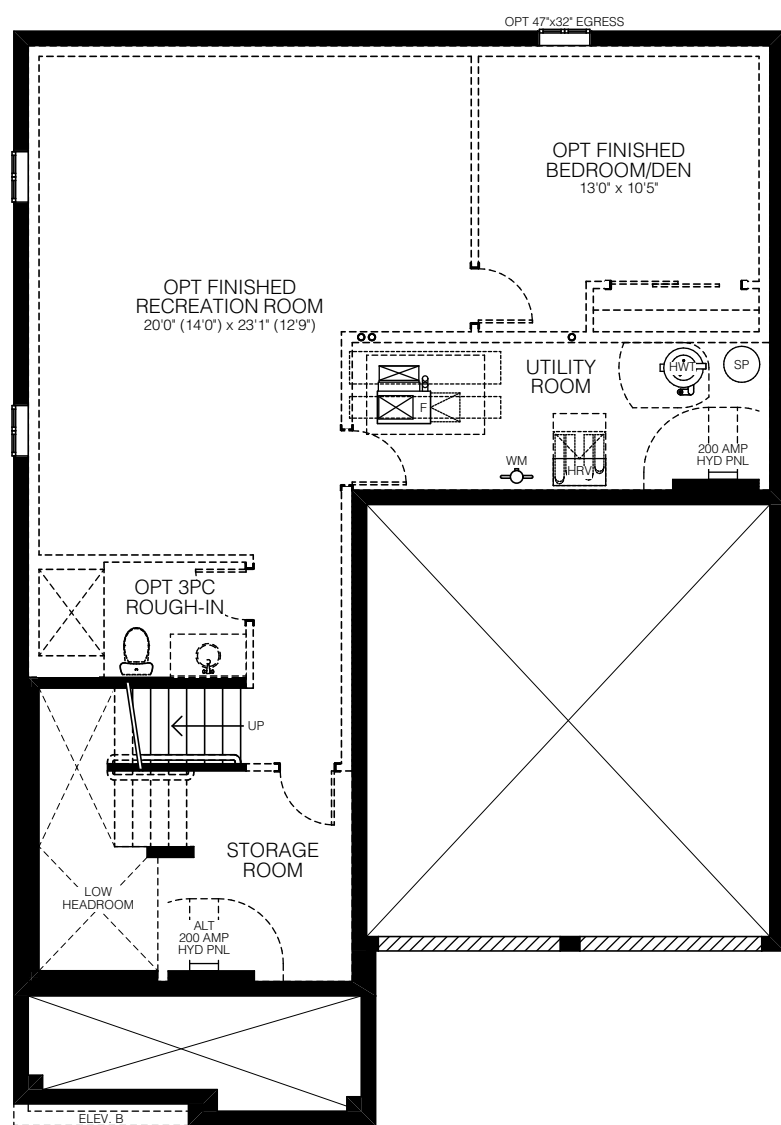 OPT 47"x32" EGRESS
OPT FINISHED
BEDROOM/DEN
13'0" x 10'5"
OPT FINISHED
RECREATION ROOM
20'0" (14'0") x 23'1" (12'9")
UTILITY
ROOM
HWT
SP
F
WM
HRV
200 AMP
HYD PNL
OPT 3PC
ROUGH-IN
UP
STORAGE
ROOM
LOW
HEADROOM
ALT
200 AMP
HYD PNL
ELEV. B